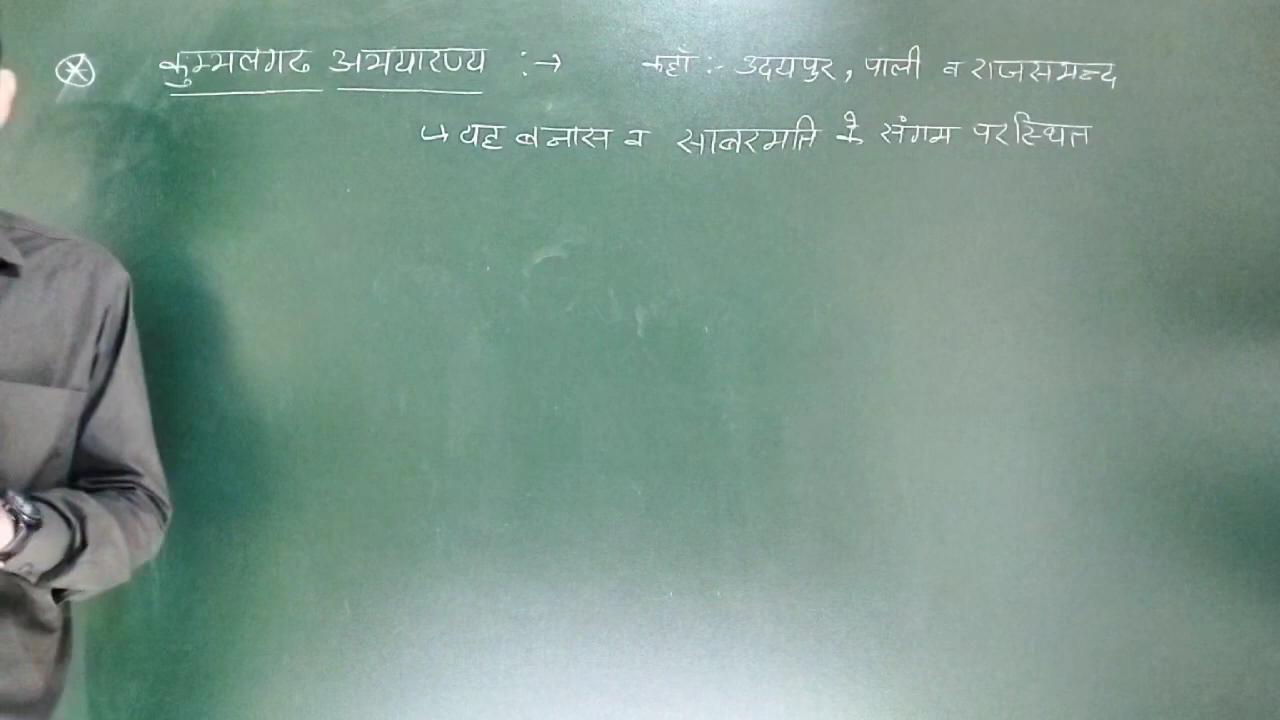 ⊛ कुम्भलगढ अभयारण्य :→ कहाँ :- उदयपुर, पाली व राजसमन्द
↳ यह बनास व साबरमति के संगम पर स्थित